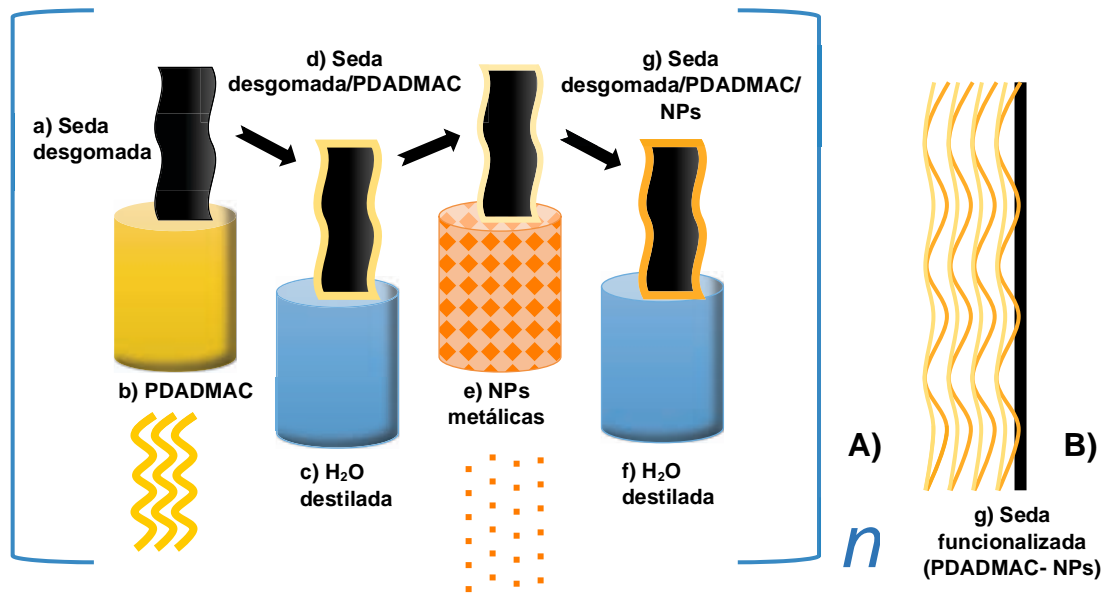 a) Seda
desgomada
b) PDADMAC
c) H₂O
destilada
d) Seda
desgomada/PDADMAC
e) NPs
metálicas
f) H₂O
destilada
g) Seda
desgomada/PDADMAC/
NPs
n
A)
B)
g) Seda
funcionalizada
(PDADMAC- NPs)